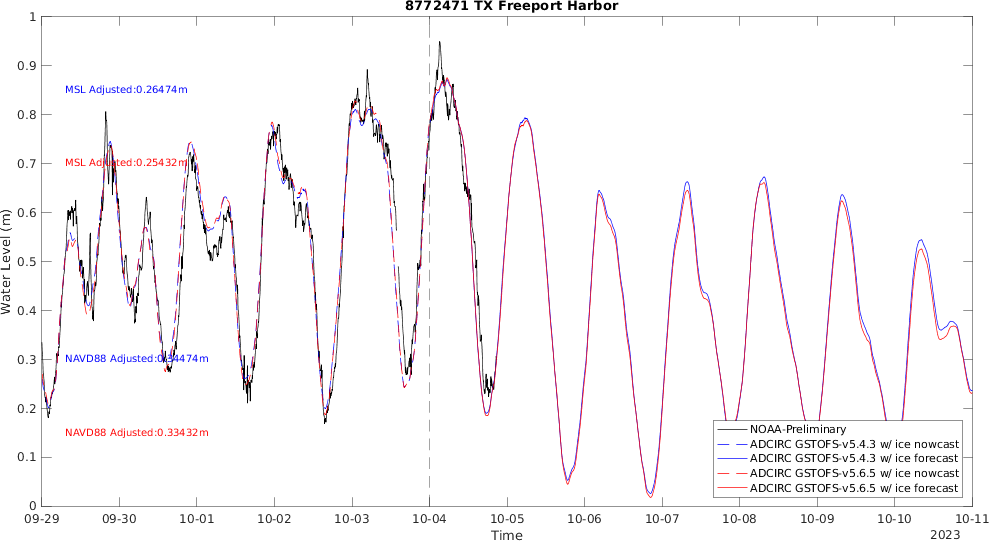 8772471 TX Freeport Harbor
1
0.9
0.8
0.7
0.6
0.5
0.4
0.3
0.2
0.1
0
Water Level (m)
MSL Adjusted:0.26474m
MSL Adjusted:0.25432m
NAVD88 Adjusted:0.34474m
NAVD88 Adjusted:0.33432m
NOAA-Preliminary
ADCIRC GSTOFS-v5.4.3 w/ ice nowcast
ADCIRC GSTOFS-v5.4.3 w/ ice forecast
ADCIRC GSTOFS-v5.6.5 w/ ice nowcast
ADCIRC GSTOFS-v5.6.5 w/ ice forecast
09-29 09-30 10-01 10-02 10-03 10-04 10-05 10-06 10-07 10-08 10-09 10-10 10-11
Time
2023